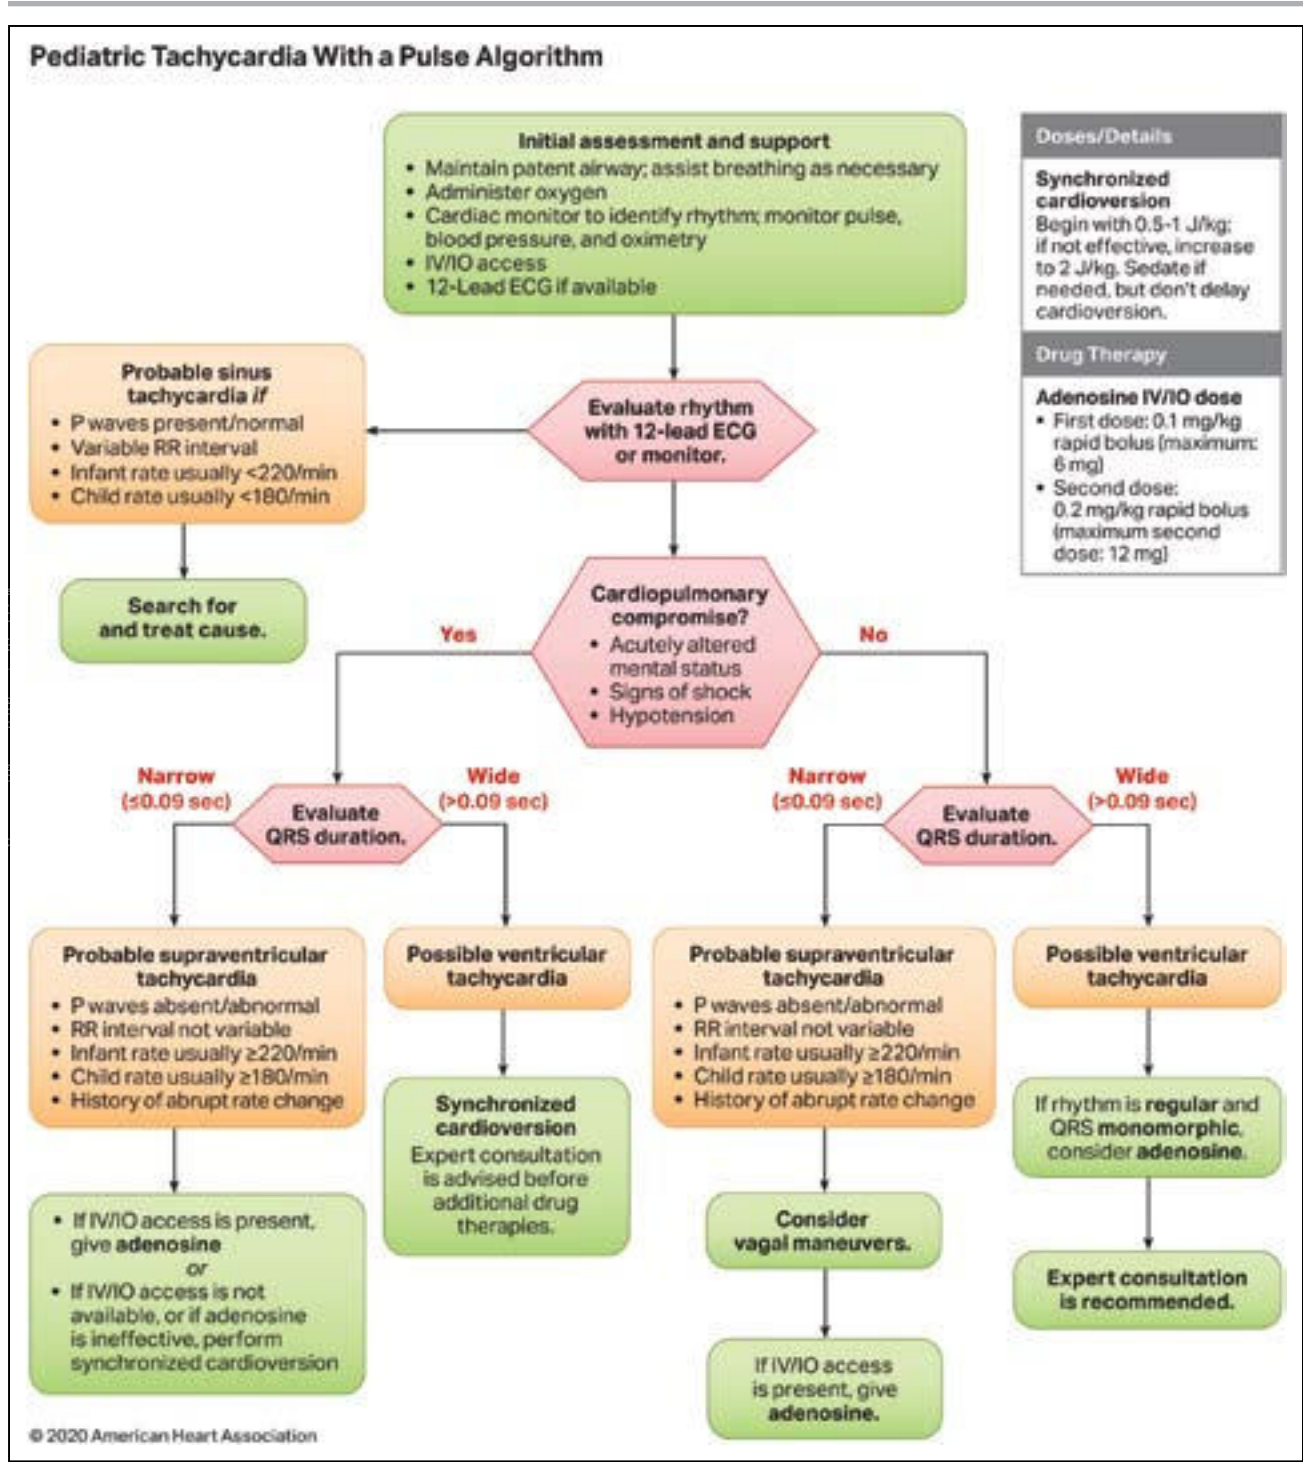 Pediatric Tachycardia With a Pulse Algorithm
Initial assessment and support
• Maintain patent airway; assist breathing as necessary
• Administer oxygen
• Cardiac monitor to identify rhythm; monitor pulse,
blood pressure, and oximetry
• IV/IO access
• 12-Lead ECG if available
Doses/Details
Synchronized
cardioversion
Begin with 0.5-1 J/kg;
if not effective, increase
to 2 J/kg. Sedate if
needed, but don't delay
cardioversion.
Drug Therapy
Adenosine IV/IO dose
• First dose: 0.1 mg/kg
rapid bolus (maximum:
6 mg)
• Second dose:
0.2 mg/kg rapid bolus
(maximum second
dose: 12 mg)
Probable sinus
tachycardia if
• P waves present/normal
• Variable RR interval
• Infant rate usually <220/min
• Child rate usually <180/min
Evaluate rhythm
with 12-lead ECG
or monitor.
Search for
and treat cause.
Cardiopulmonary
compromise?
• Acutely altered
mental status
• Signs of shock
• Hypotension
Yes
No
Narrow
(≤0.09 sec)
Evaluate
QRS duration.
Wide
(>0.09 sec)
Narrow
(≤0.09 sec)
Evaluate
QRS duration.
Wide
(>0.09 sec)
Probable supraventricular
tachycardia
• P waves absent/abnormal
• RR interval not variable
• Infant rate usually ≥220/min
• Child rate usually ≥180/min
• History of abrupt rate change
Possible ventricular
tachycardia
Probable supraventricular
tachycardia
• P waves absent/abnormal
• RR interval not variable
• Infant rate usually ≥220/min
• Child rate usually ≥180/min
• History of abrupt rate change
Possible ventricular
tachycardia
• If IV/IO access is present,
give adenosine
or
• If IV/IO access is not
available, or if adenosine
is ineffective, perform
synchronized cardioversion
Synchronized
cardioversion
Expert consultation
is advised before
additional drug
therapies.
Consider
vagal maneuvers.
If IV/IO access
is present, give
adenosine.
If rhythm is regular and
QRS monomorphic,
consider adenosine.
Expert consultation
is recommended.
© 2020 American Heart Association